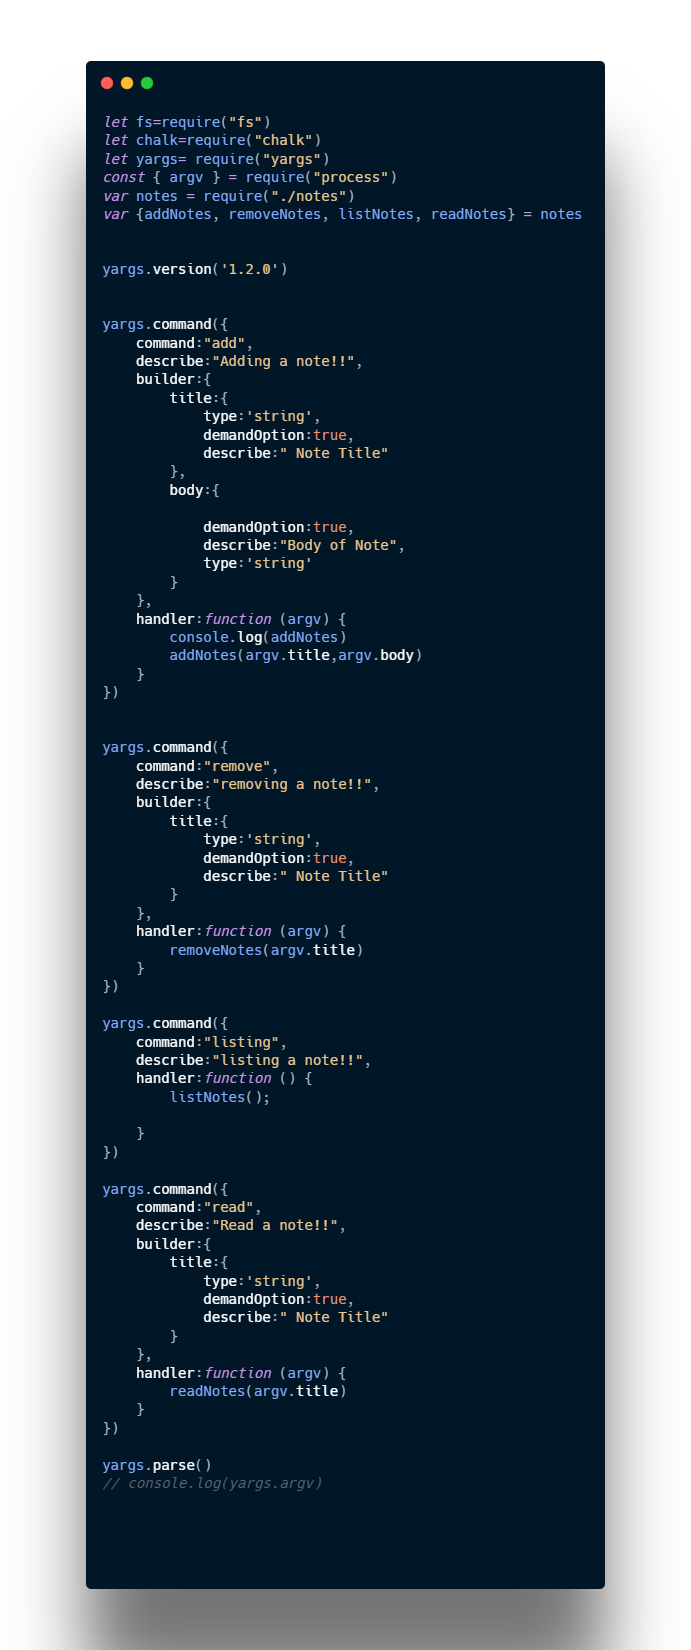 let fs=require("fs")
let chalk=require("chalk")
let yargs= require("yargs")
const { argv } = require("process")
var notes = require("./notes")
var {addNotes, removeNotes, listNotes, readNotes} = notes
yargs.version('1.2.0')
yargs.command({
    command:"add",
    describe:"Adding a note!!",
    builder:{
        title:{
            type:'string',
            demandOption:true,
            describe:" Note Title"
        },
        body:{
            demandOption:true,
            describe:"Body of Note",
            type:'string'
        }
    },
    handler:function (argv) {
        console.log(addNotes)
        addNotes(argv.title,argv.body)
    }
})
yargs.command({
    command:"remove",
    describe:"removing a note!!",
    builder:{
        title:{
            type:'string',
            demandOption:true,
            describe:" Note Title"
        }
    },
    handler:function (argv) {
        removeNotes(argv.title)
    }
})
yargs.command({
    command:"listing",
    describe:"listing a note!!",
    handler:function () {
        listNotes();
    }
})
yargs.command({
    command:"read",
    describe:"Read a note!!",
    builder:{
        title:{
            type:'string',
            demandOption:true,
            describe:" Note Title"
        }
    },
    handler:function (argv) {
        readNotes(argv.title)
    }
})
yargs.parse()
// console.log(yargs.argv)